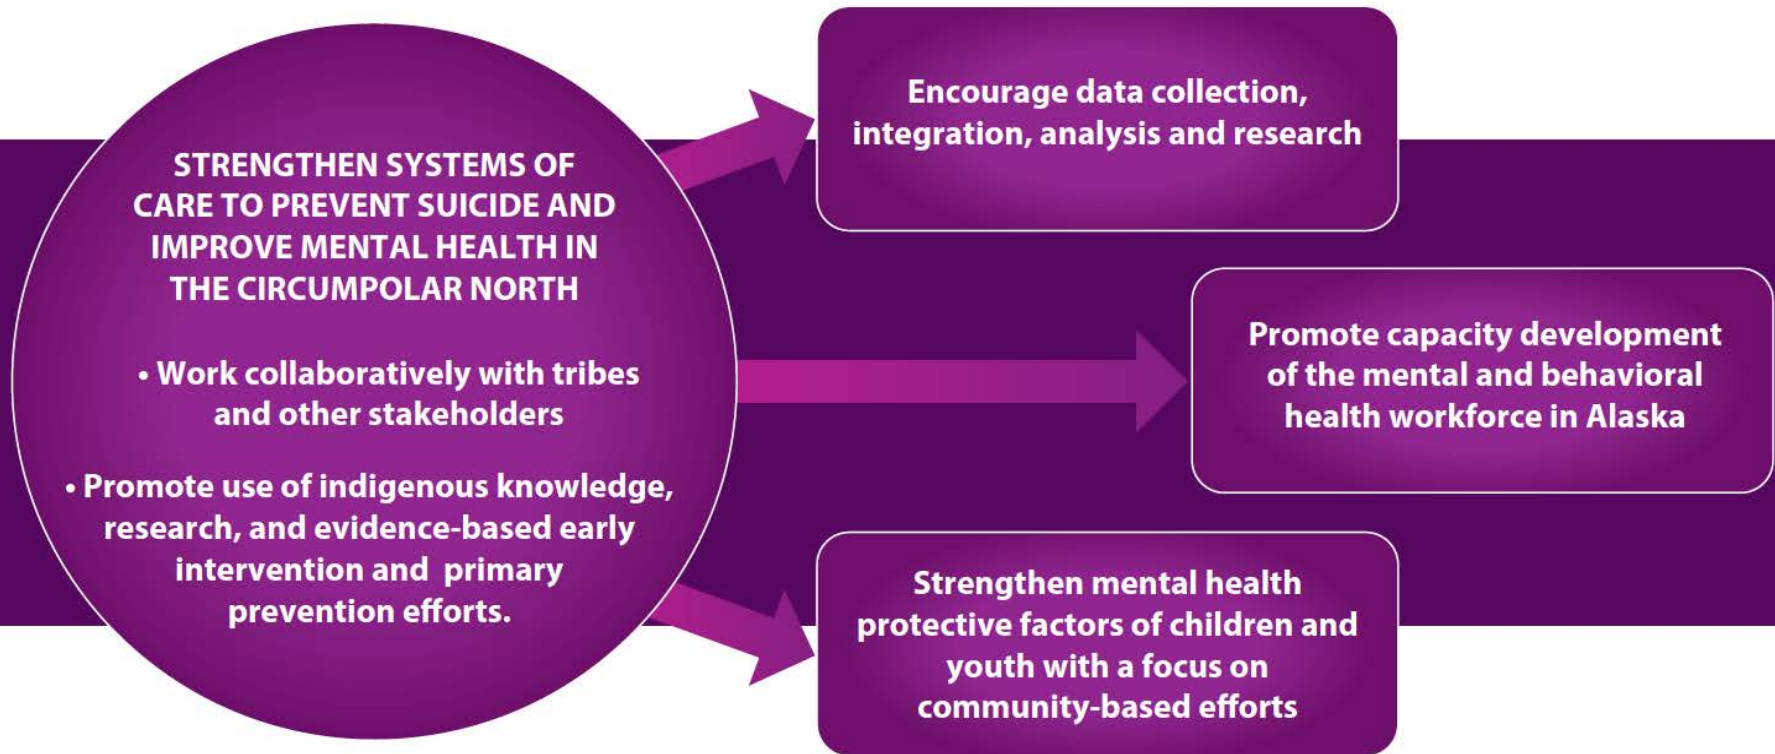 STRENGTHEN SYSTEMS OF
CARE TO PREVENT SUICIDE AND
IMPROVE MENTAL HEALTH IN
THE CIRCUMPOLAR NORTH
• Work collaboratively with tribes
and other stakeholders
• Promote use of indigenous knowledge,
research, and evidence-based early
intervention and primary
prevention efforts.
Encourage data collection,
integration, analysis and research
Promote capacity development
of the mental and behavioral
health workforce in Alaska
Strengthen mental health
protective factors of children and
youth with a focus on
community-based efforts